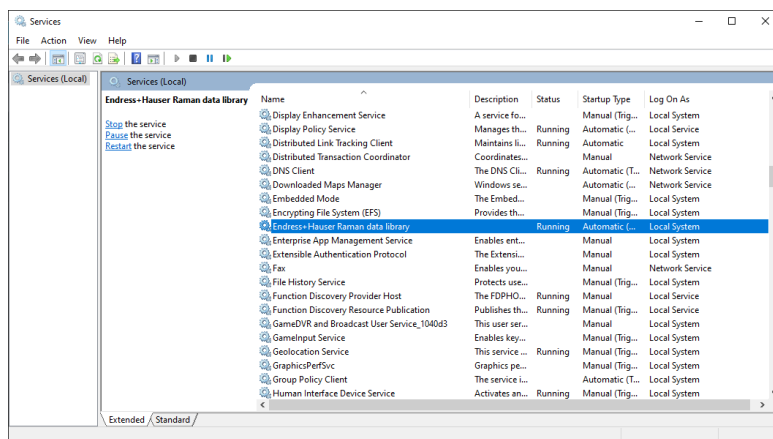 Services
File Action View Help
Services (Local)
Services (Local)
Endress+Hauser Raman data library
Stop the service
Pause the service
Restart the service
Name Description Status Startup Type Log On As
Display Enhancement Service A service fo... Manual (Trig... Local System
Display Policy Service Manages th... Running Automatic (... Local Service
Distributed Link Tracking Client Maintains li... Running Automatic Local System
Distributed Transaction Coordinator Coordinates... Manual Network Service
DNS Client The DNS Cli... Running Automatic (T... Network Service
Downloaded Maps Manager Windows se... Automatic (... Network Service
Embedded Mode The Embed... Manual (Trig... Local System
Encrypting File System (EFS) Provides th... Manual (Trig... Local System
Endress+Hauser Raman data library Running Automatic (... Local System
Enterprise App Management Service Enables ent... Manual Local System
Extensible Authentication Protocol The Extensi... Manual Local System
Fax Enables you... Manual Network Service
File History Service Protects use... Manual (Trig... Local System
Function Discovery Provider Host The FDPHO... Running Manual Local Service
Function Discovery Resource Publication Publishes th... Running Manual (Trig... Local Service
GameDVR and Broadcast User Service_1040d3 This user ser... Manual Local System
GameInput Service Enables key... Manual (Trig... Local System
Geolocation Service This service ... Running Manual (Trig... Local System
GraphicsPerfSvc Graphics pe... Manual (Trig... Local System
Group Policy Client The service i... Automatic (T... Local System
Human Interface Device Service Activates an... Running Manual (Trig... Local System
Extended Standard